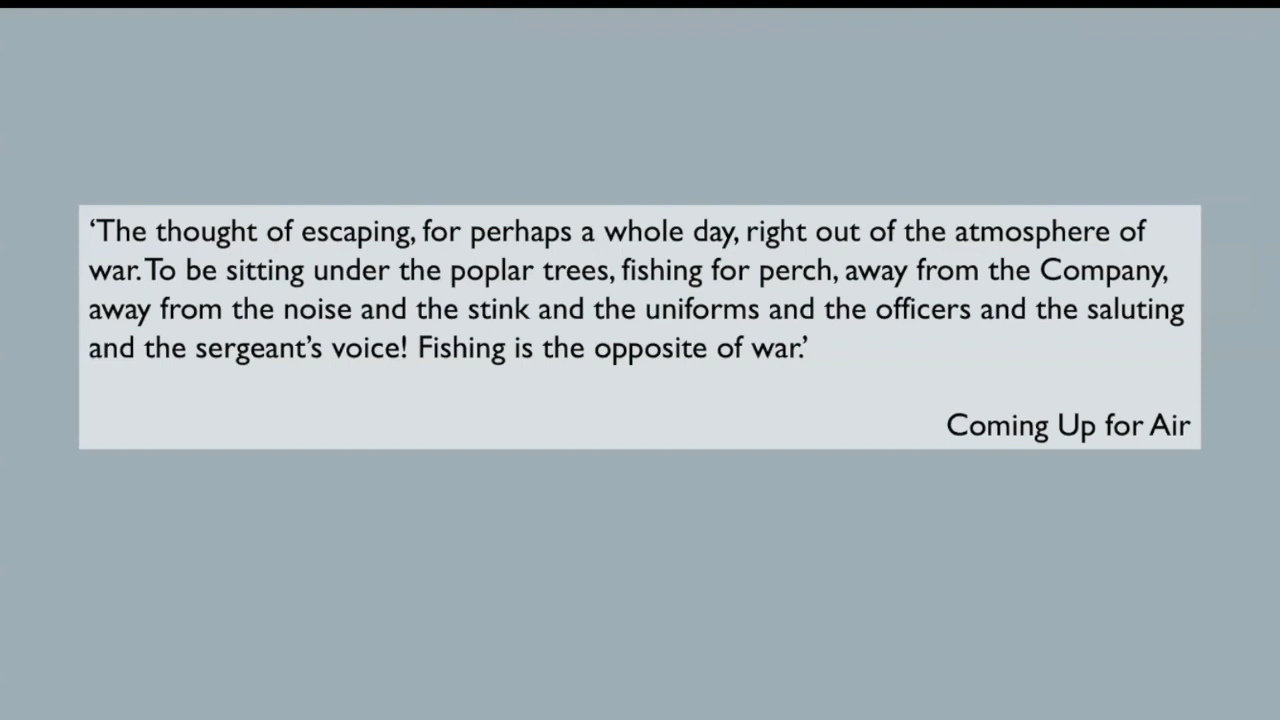 ‘The thought of escaping, for perhaps a whole day, right out of the atmosphere of
war. To be sitting under the poplar trees, fishing for perch, away from the Company,
away from the noise and the stink and the uniforms and the officers and the saluting
and the sergeant’s voice! Fishing is the opposite of war.’
Coming Up for Air